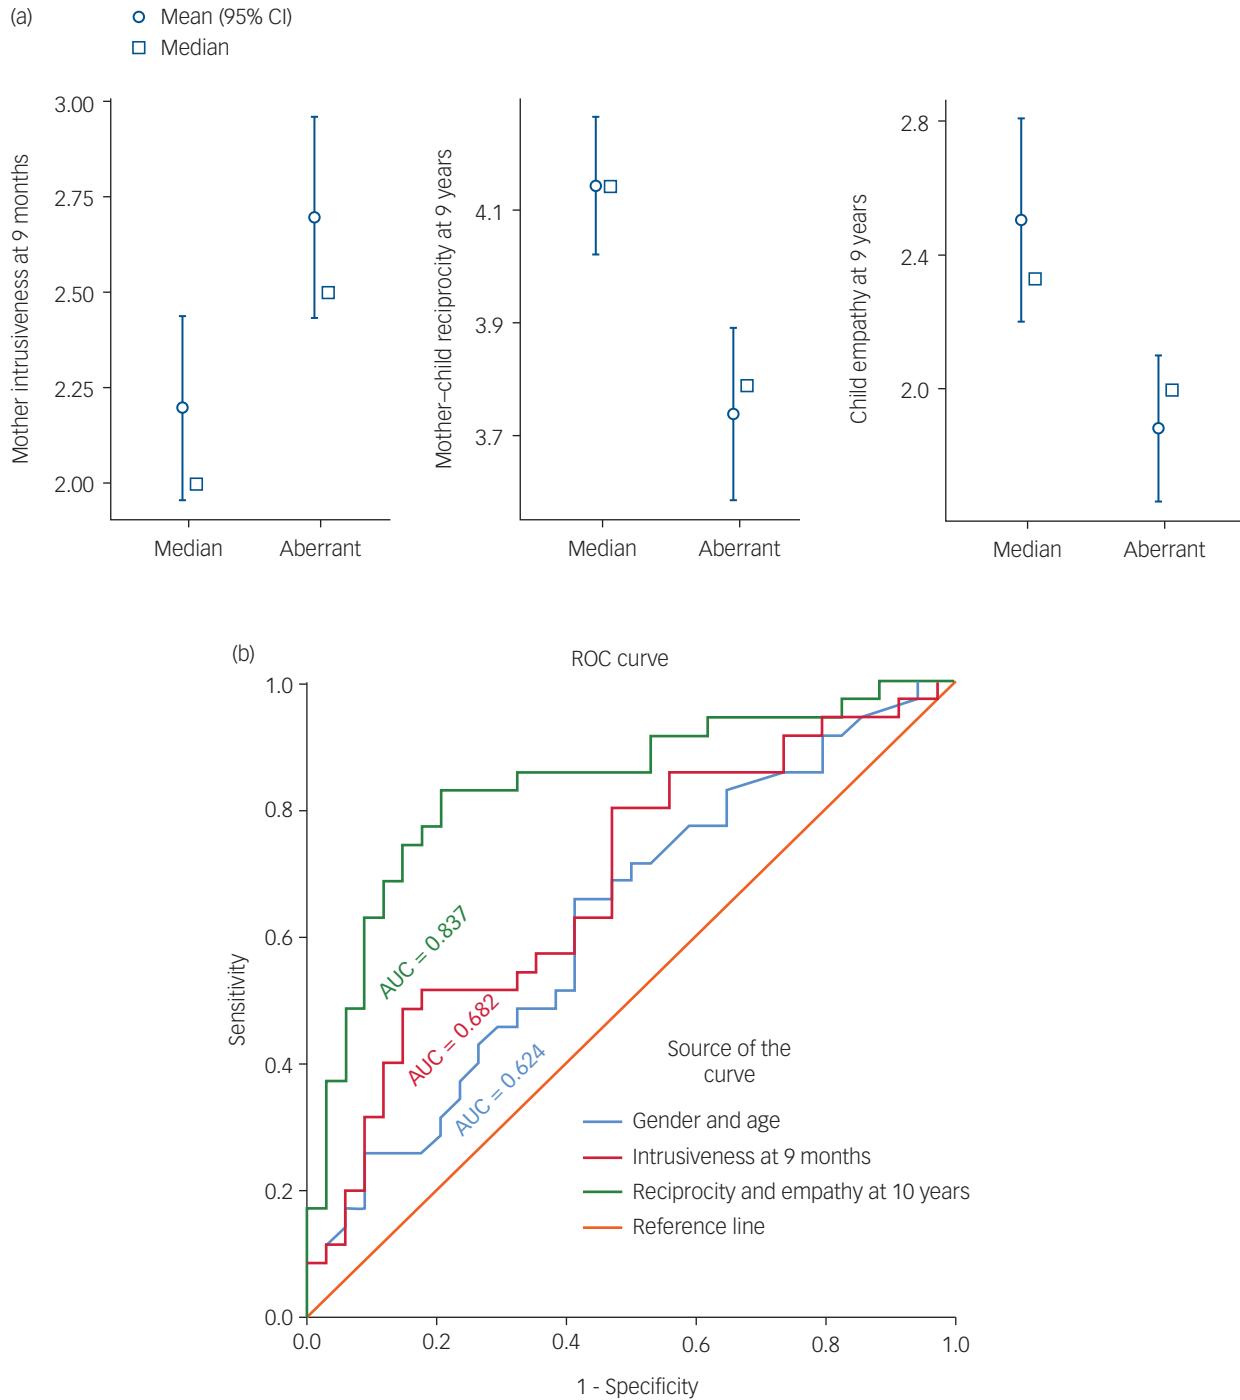 (a)
Mean (95% CI)
Median
Mother intrusiveness at 9 months
3.00
2.75
2.50
2.25
2.00
Median Aberrant
Mother–child reciprocity at 9 years
4.1
3.9
3.7
Median Aberrant
Child empathy at 9 years
2.8
2.4
2.0
Median Aberrant
(b)
ROC curve
Sensitivity
1.0
0.8
0.6
0.4
0.2
0.0
AUC = 0.837
AUC = 0.682
AUC = 0.624
Source of the
curve
Gender and age
Intrusiveness at 9 months
Reciprocity and empathy at 10 years
Reference line
0.0 0.2 0.4 0.6 0.8 1.0
1 - Specificity